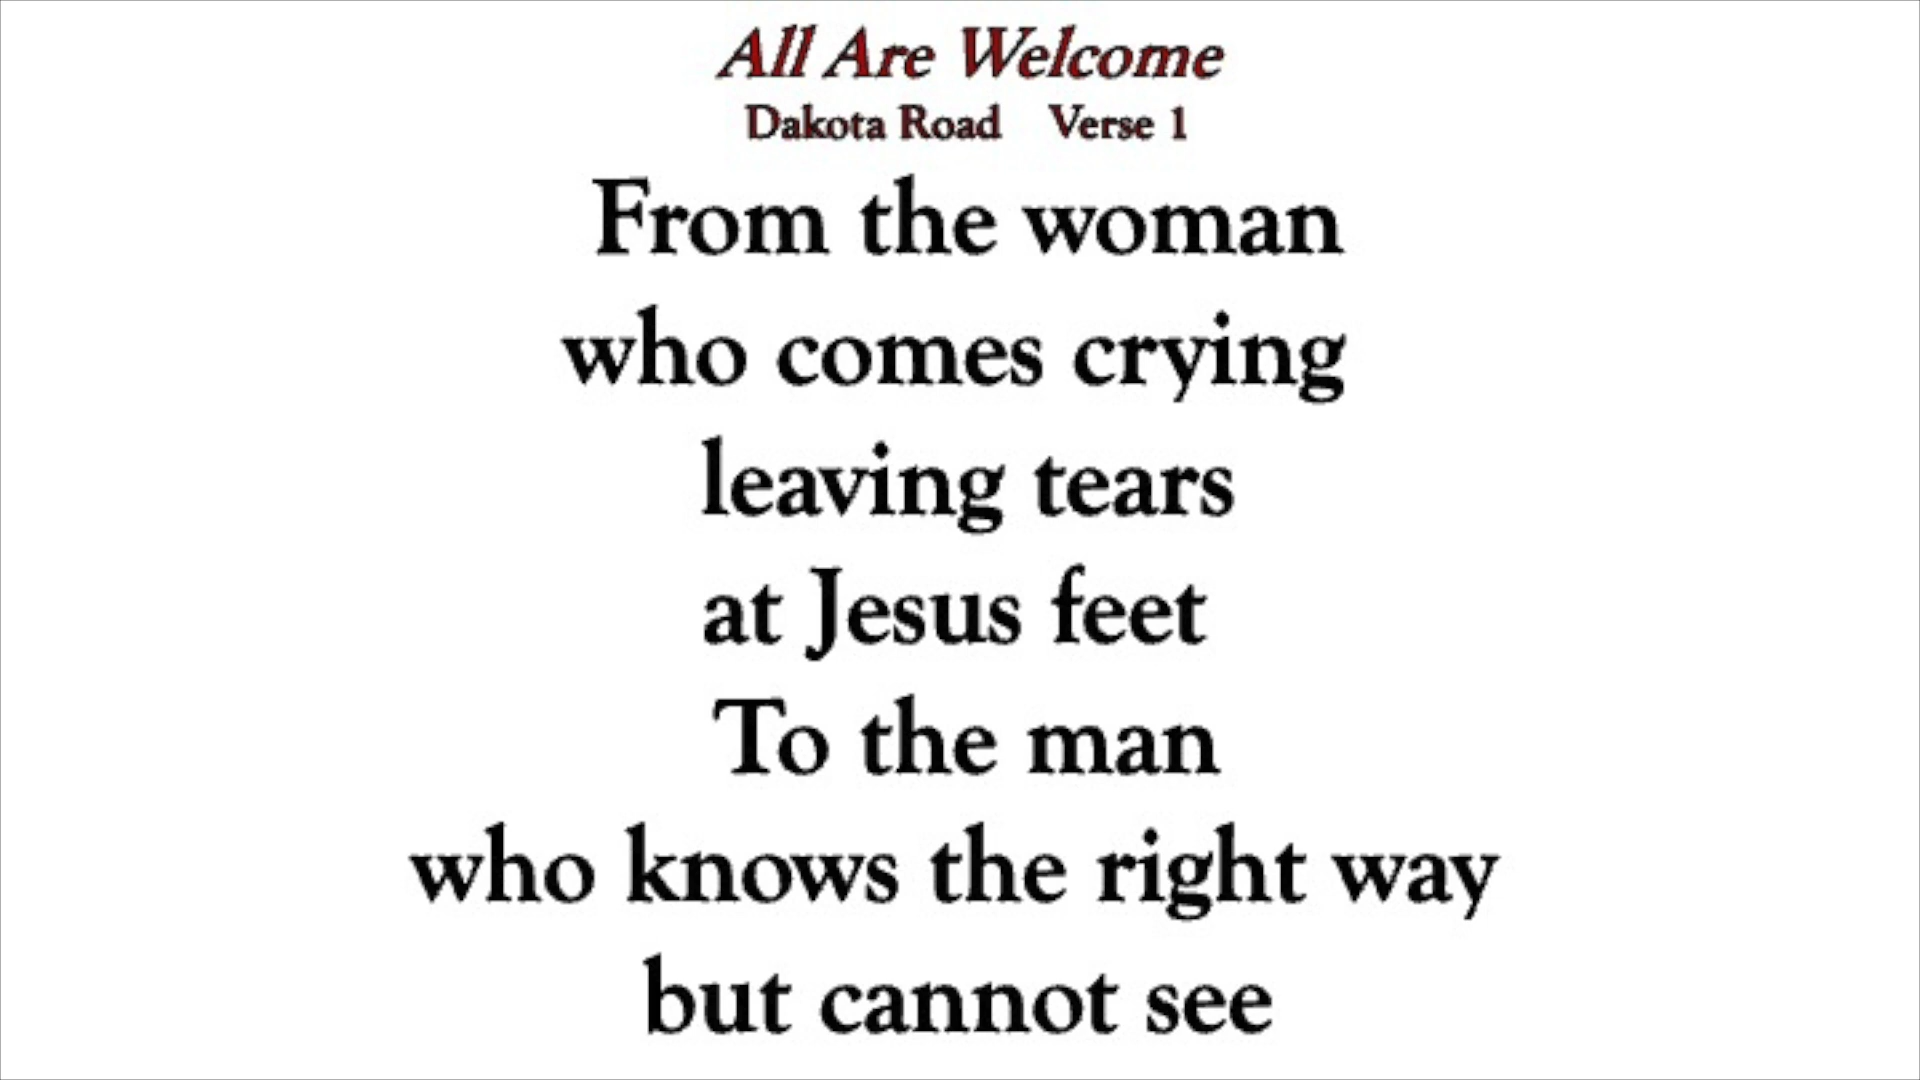 All Are Welcome
Dakota Road Verse 1
From the woman
who comes crying
leaving tears
at Jesus feet
To the man
who knows the right way
but cannot see